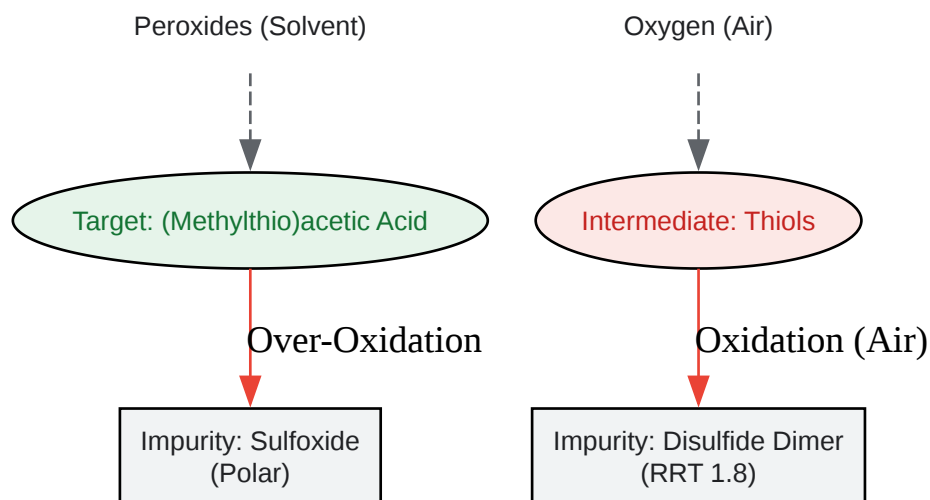 Peroxides (Solvent)
Oxygen (Air)
Target: (Methylthio)acetic Acid
Intermediate: Thiols
Over-Oxidation
Oxidation (Air)
Impurity: Sulfoxide
(Polar)
Impurity: Disulfide Dimer
(RRT 1.8)